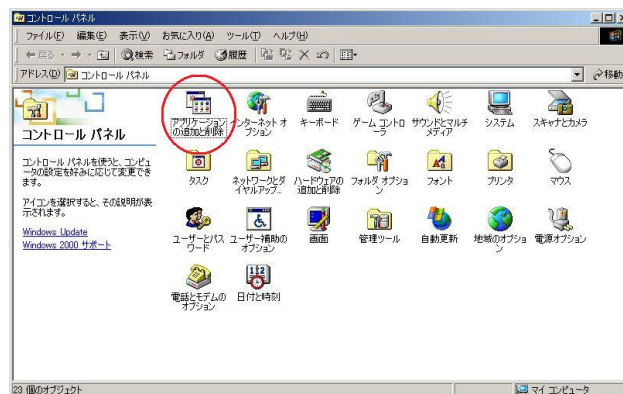 コントロール パネル
ファイル(F) 編集(E) 表示(V) お気に入り(A) ツール(T) ヘルプ(H)
戻る 検索 フォルダ 履歴
アドレス(D) コントロール パネル 移動
コントロール パネル
コントロール パネルを使うと、コンピュ
ータの設定を好みに応じて変更でき
ます。
アイコンを選択すると、その説明が表
示されます。
Windows Update
Windows 2000 サポート
アプリケーション
の追加と削除
インターネット オ
プション
キーボード
ゲーム コントロ
ーラ
サウンドとマルチ
メディア
システム
スキャナとカメラ
タスク
ネットワークとダ
イヤルアップ...
ハードウェアの
追加と削除
フォルダ オプショ
ン
フォント
プリンタ
マウス
ユーザーとパス
ワード
ユーザー補助の
オプション
画面
管理ツール
自動更新
地域のオプショ
ン
電源オプション
電話とモデムの
オプション
日付と時刻
23 個のオブジェクト マイ コンピュータ